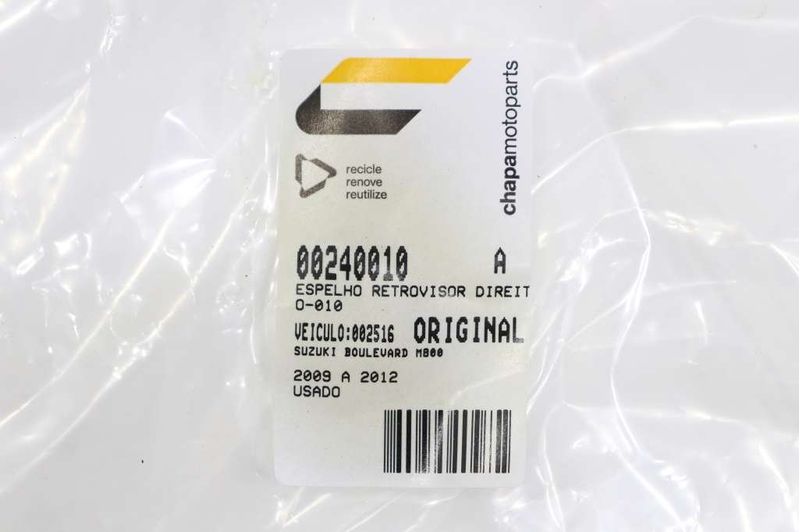 chapamotoparts
recicle
renove
reutilize
00240010 A
ESPELHO RETROVISOR DIREIT
O-010
VEICULO:002516 ORIGINAL
SUZUKI BOULEVARD M800
2009 A 2012
USADO